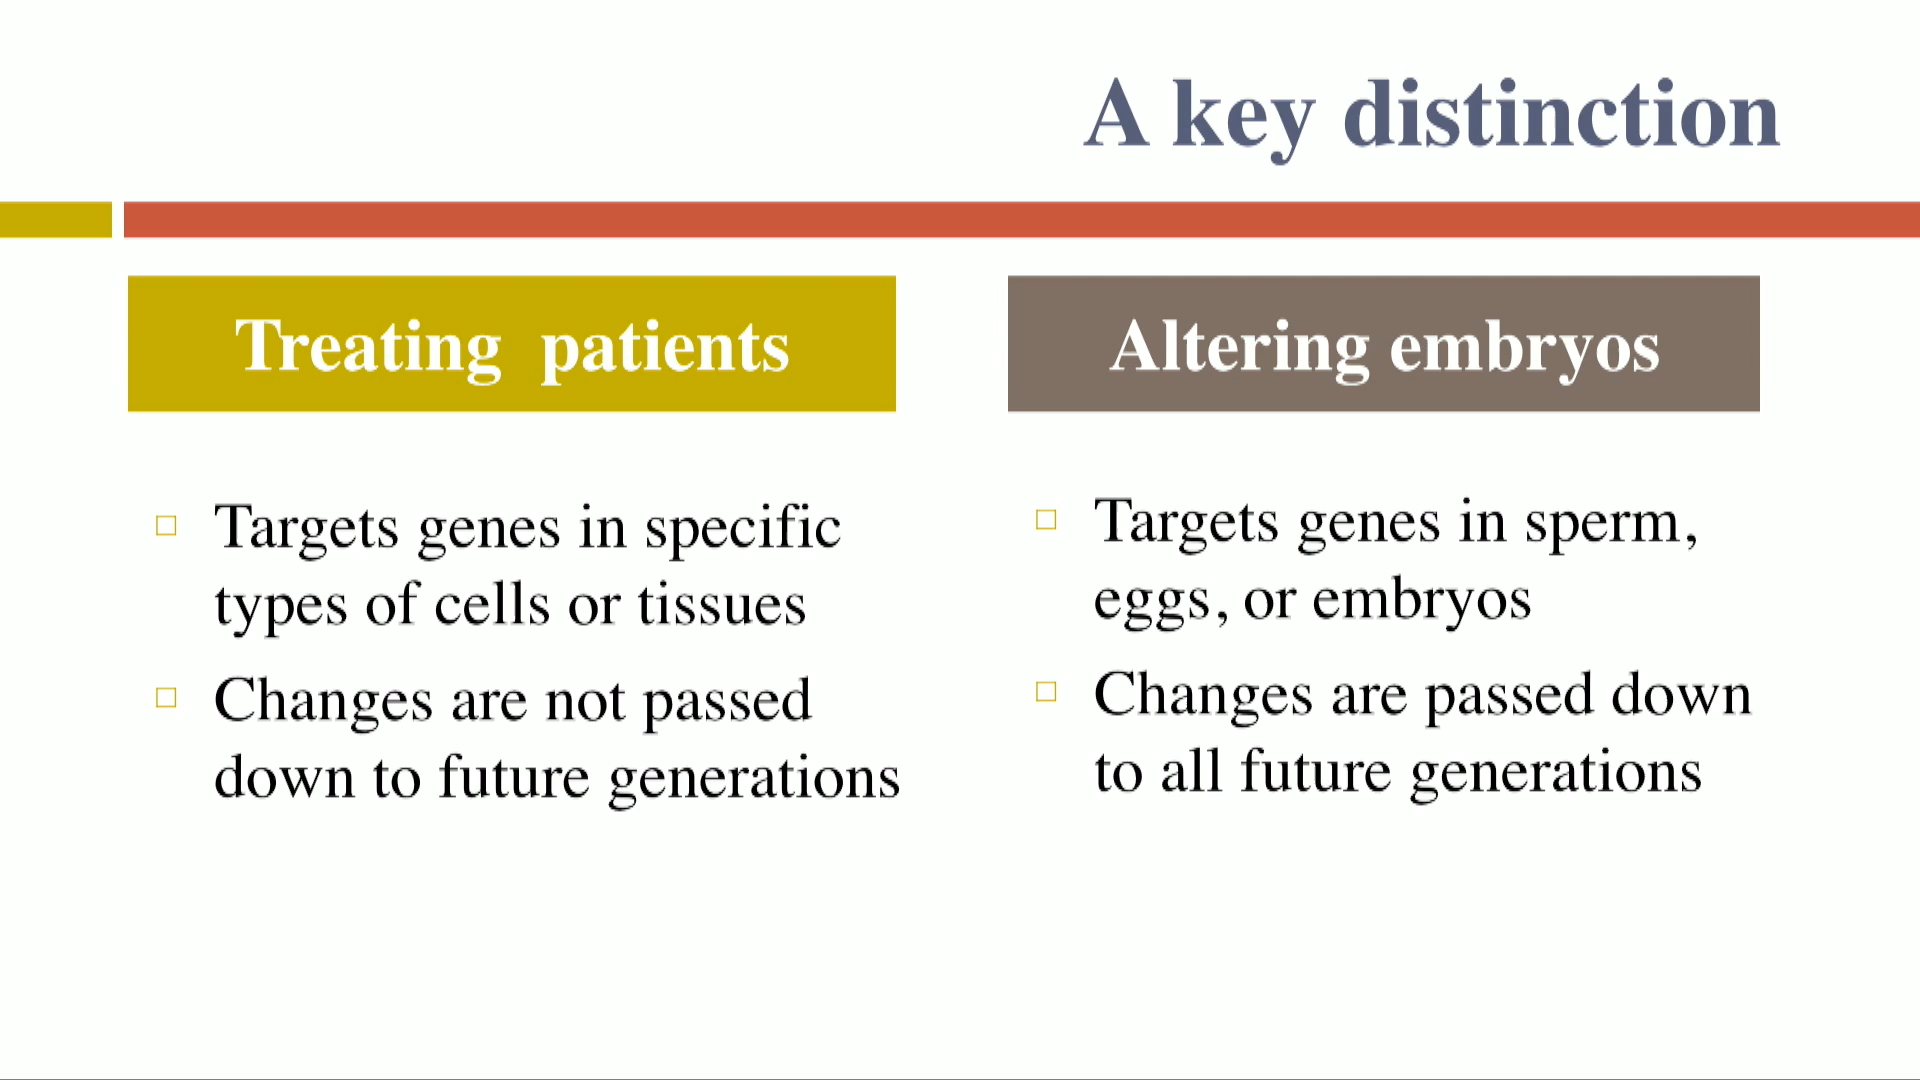 A key distinction
Treating  patients
Targets genes in specific
types of cells or tissues
Changes are not passed
down to future generations
Altering embryos
Targets genes in sperm,
eggs, or embryos
Changes are passed down
to all future generations